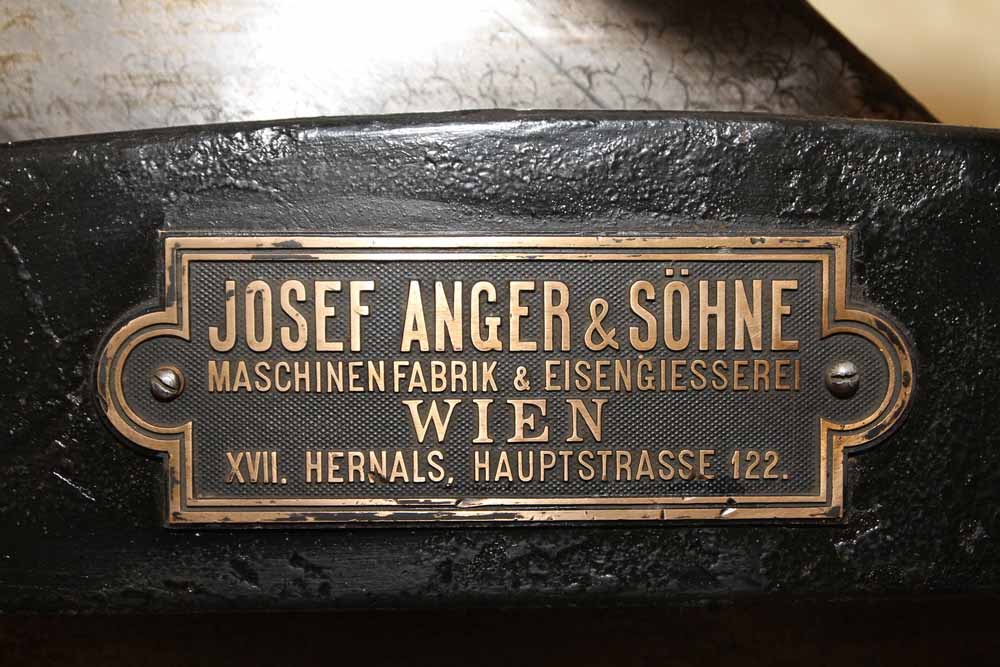 JOSEF ANGER & SÖHNE
MASCHINENFABRIK & EISENGIESSEREI
WIEN
XVII. HERNALS, HAUPTSTRASSE 122.